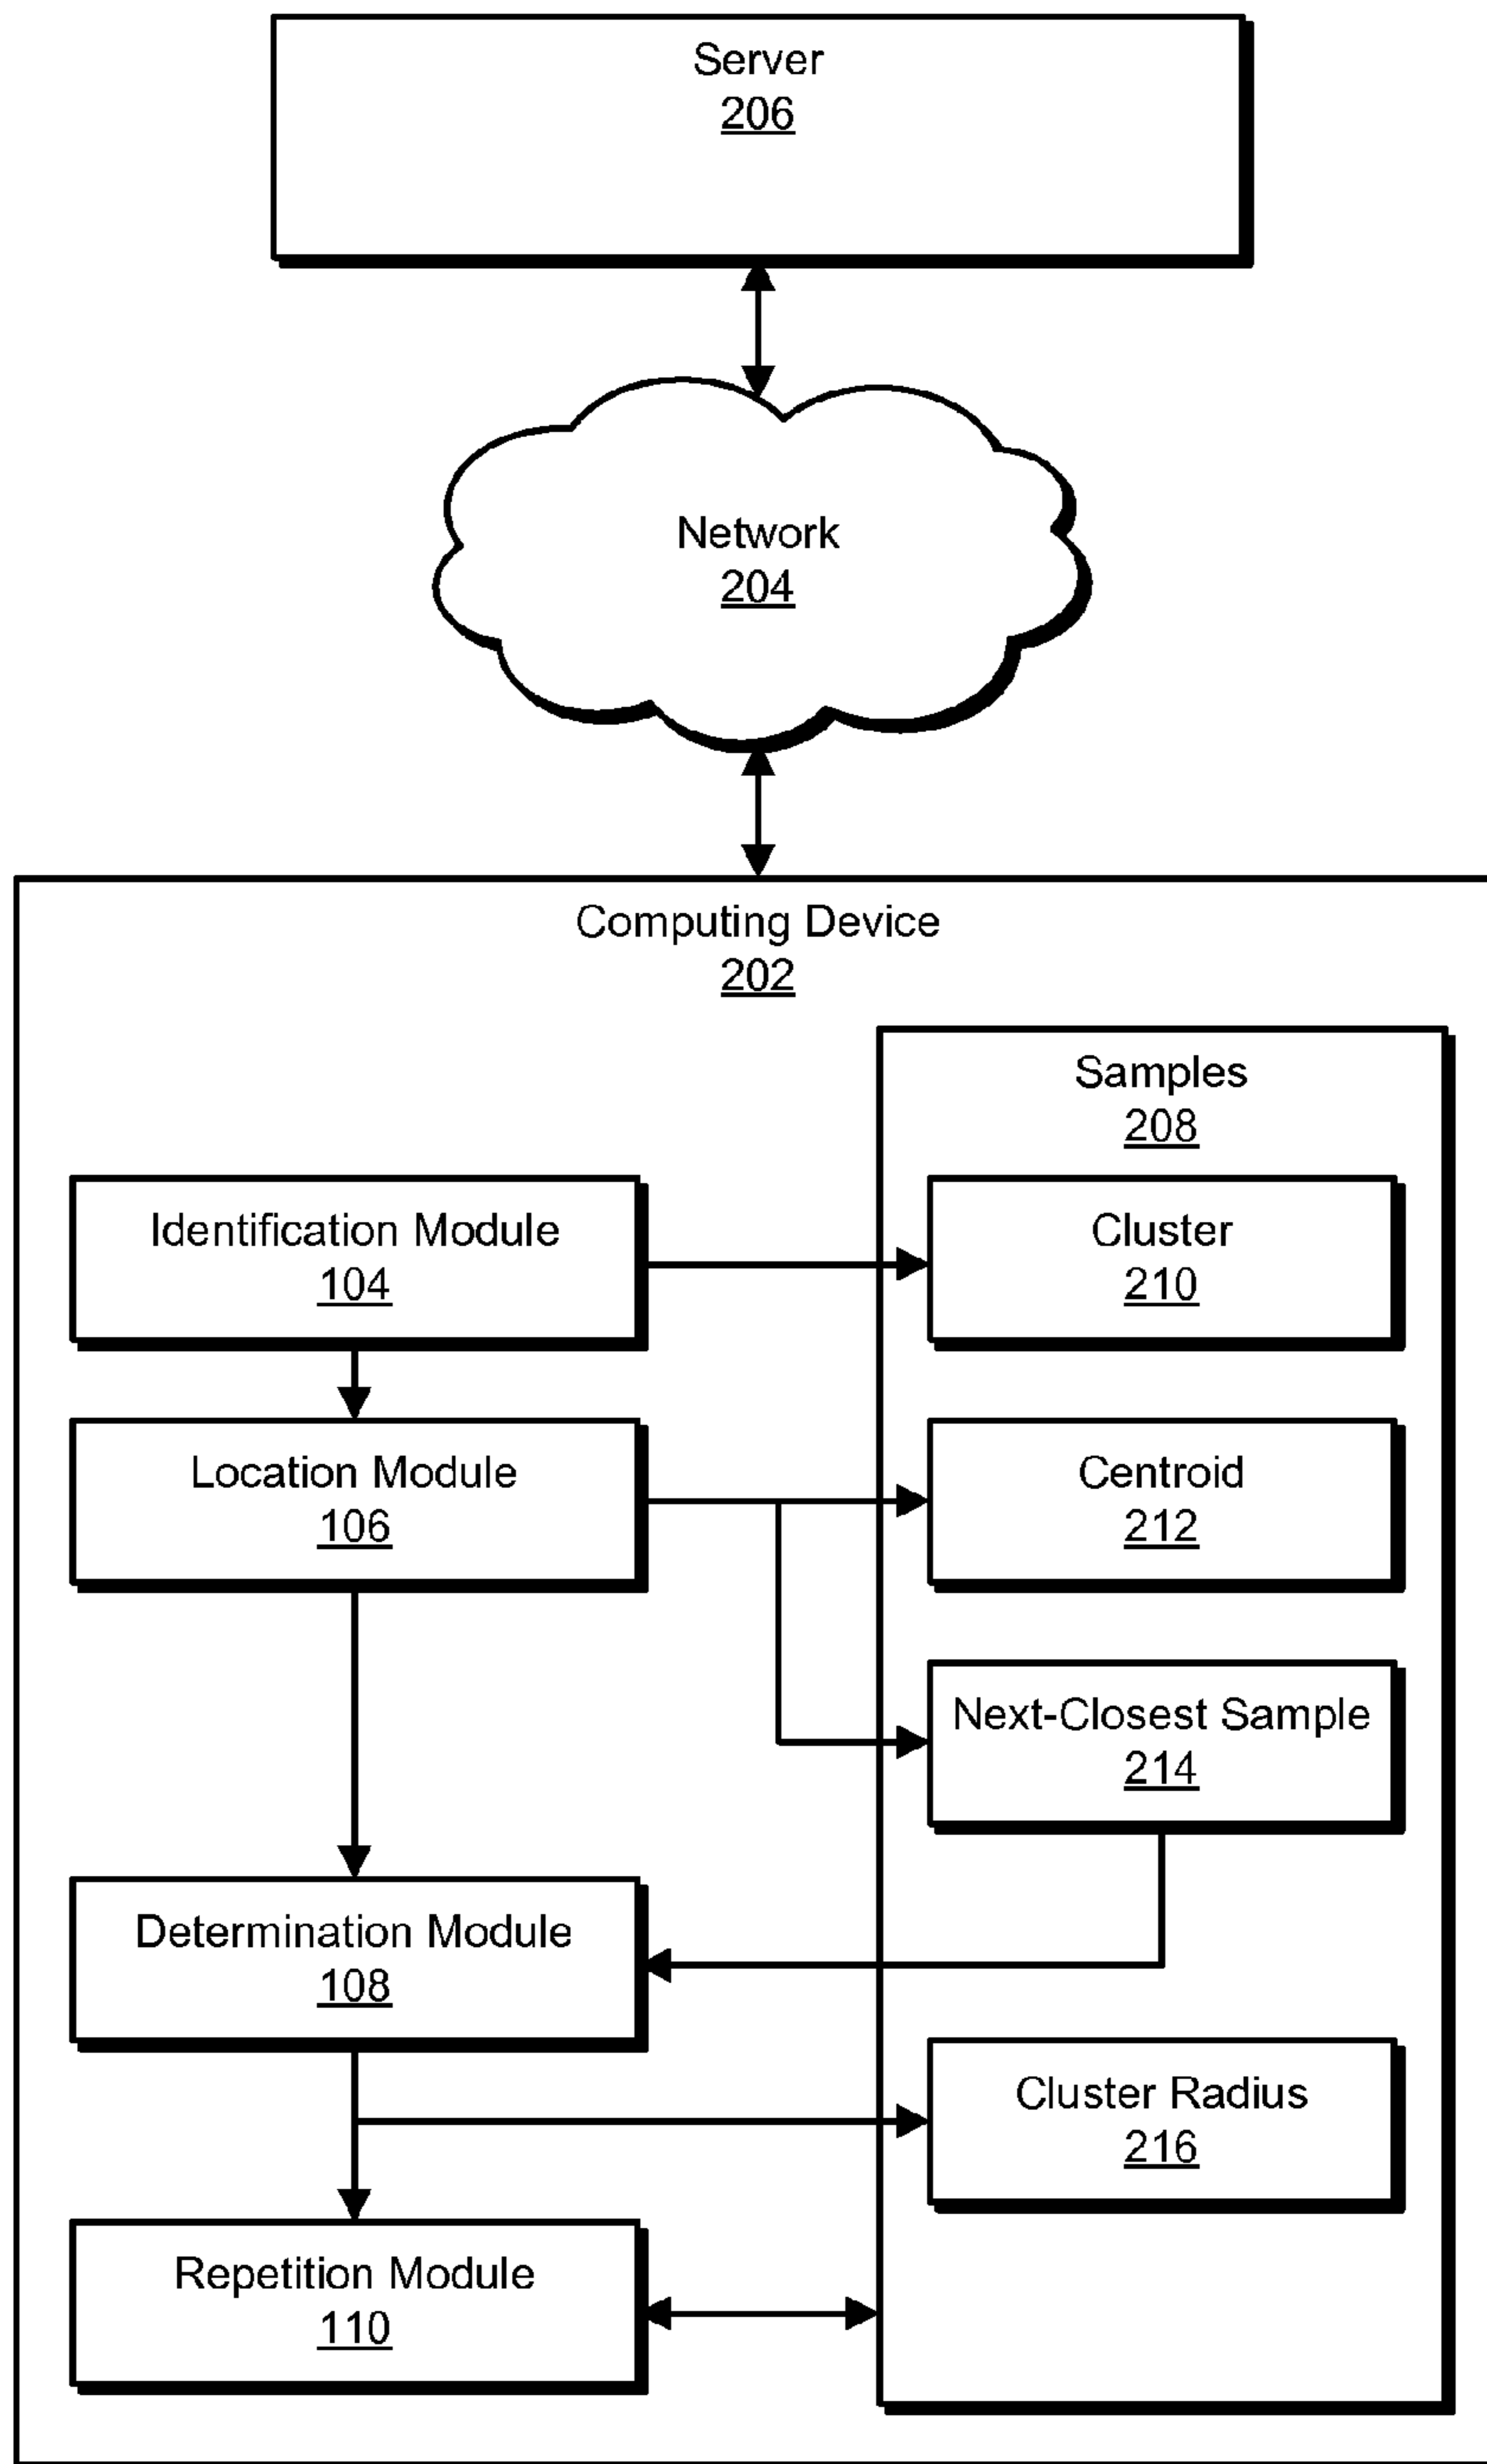 Server
206
Network
204
Computing Device
202
Samples
208
Identification Module
104
Cluster
210
Location Module
106
Centroid
212
Next-Closest Sample
214
Determination Module
108
Cluster Radius
216
Repetition Module
110